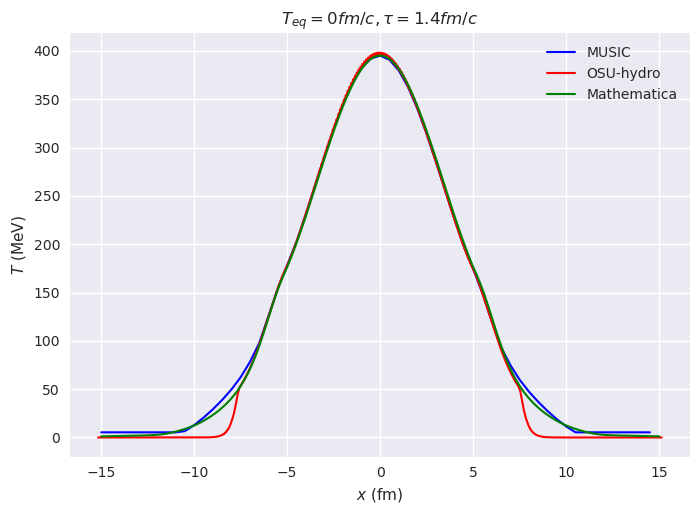 T_eq = 0fm/c, τ = 1.4fm/c
MUSIC
OSU-hydro
Mathematica
400
350
300
250
200
150
100
50
0
T (MeV)
−15
−10
−5
0
5
10
15
x (fm)